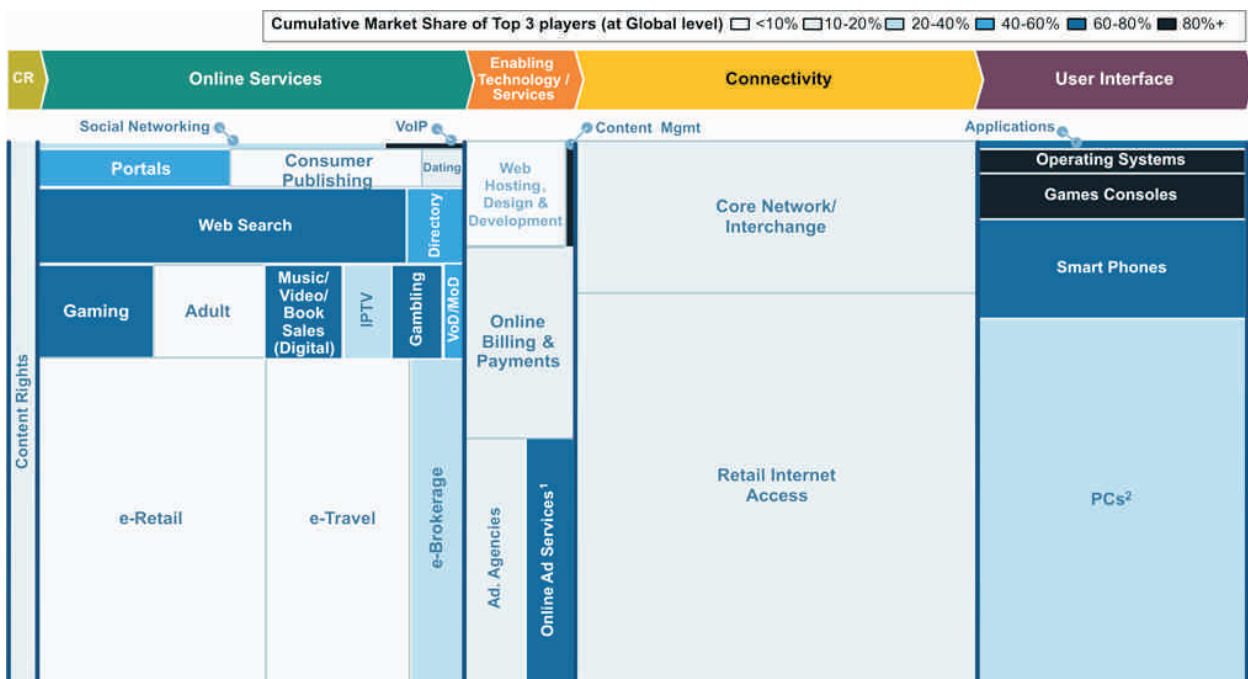 Cumulative Market Share of Top 3 players (at Global level) <10% 10-20% 20-40% 40-60% 60-80% 80%+
CR
Online Services
Enabling
Technology /
Services
Connectivity
User Interface
Social Networking
VoIP
Content Mgmt
Applications
Content Rights
Portals
Consumer
Publishing
Dating
Web Search
Directory
Gaming
Adult
Music/
Video/
Book
Sales
(Digital)
IPTV
Gambling
VoD/MoD
e-Retail
e-Travel
e-Brokerage
Web
Hosting,
Design &
Development
Online
Billing &
Payments
Ad. Agencies
Online Ad Services¹
Core Network/
Interchange
Retail Internet
Access
Operating Systems
Games Consoles
Smart Phones
PCs²